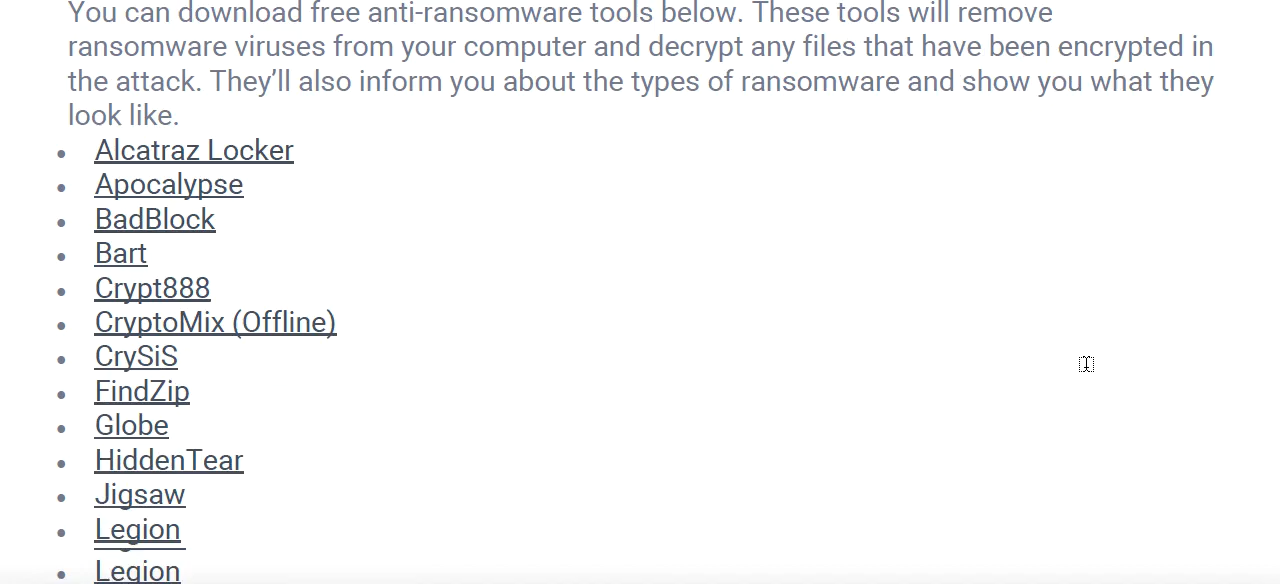 You can download free anti-ransomware tools below. These tools will remove
ransomware viruses from your computer and decrypt any files that have been encrypted in
the attack. They’ll also inform you about the types of ransomware and show you what they
look like.
• Alcatraz Locker
• Apocalypse
• BadBlock
• Bart
• Crypt888
• CryptoMix (Offline)
• CrySiS
• FindZip
• Globe
• HiddenTear
• Jigsaw
• Legion
• Legion